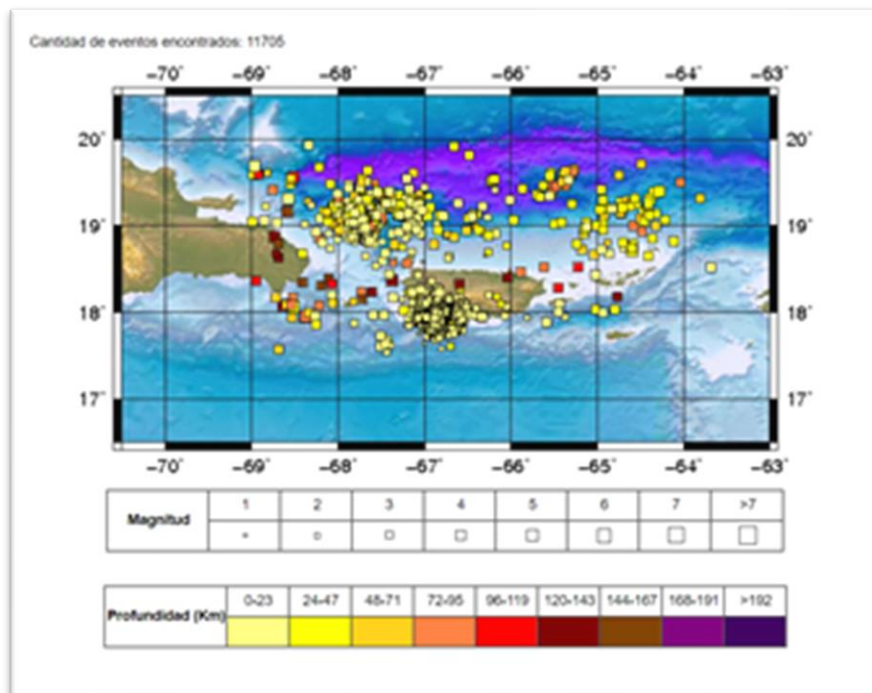 Cantidad de eventos encontrados: 11705
−70˚ −69˚ −68˚ −67˚ −66˚ −65˚ −64˚ −63˚
20˚ 20˚
19˚ 19˚
18˚ 18˚
17˚ 17˚
−70˚ −69˚ −68˚ −67˚ −66˚ −65˚ −64˚ −63˚
Magnitud 1 2 3 4 5 6 7 >7
Profundidad (Km) 0-23 24-47 48-71 72-95 96-119 120-143 144-167 168-191 >192